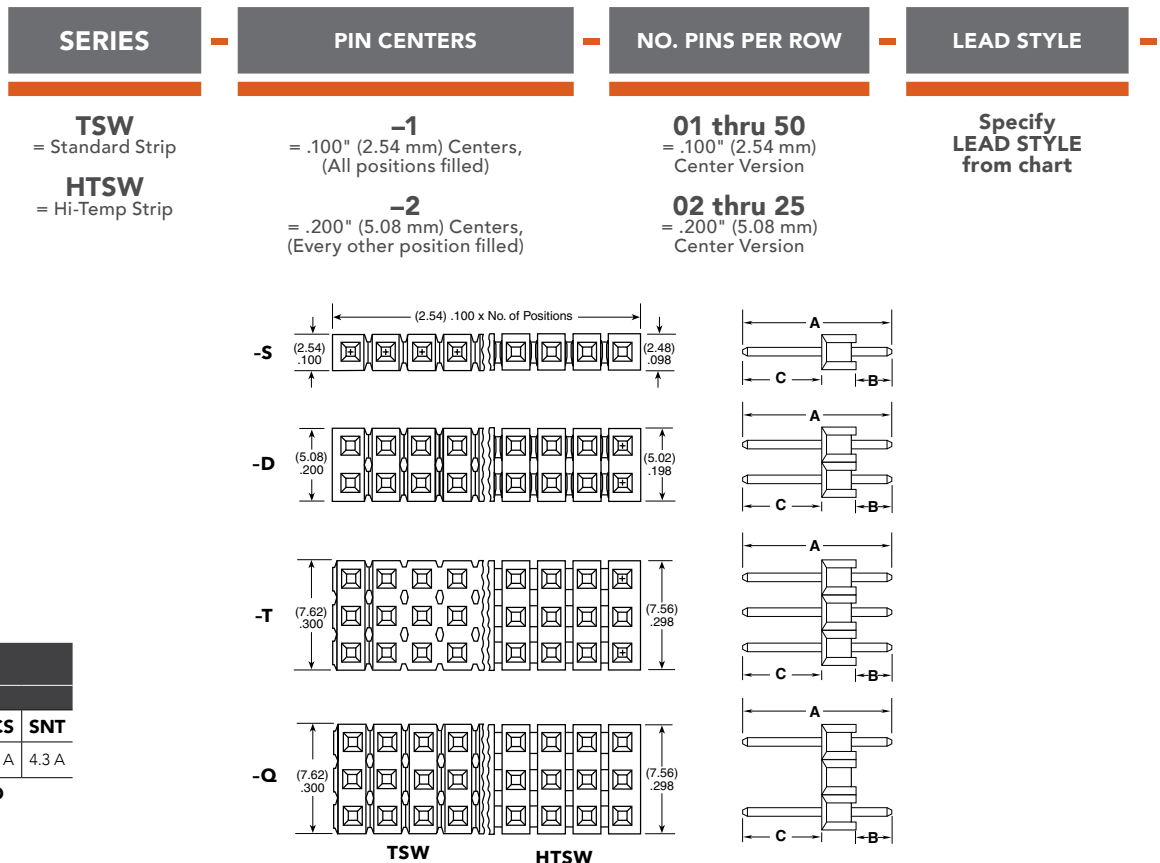 SERIES - PIN CENTERS - NO. PINS PER ROW - LEAD STYLE -
TSW
= Standard Strip
HTSW
= Hi-Temp Strip
–1
= .100" (2.54 mm) Centers,
(All positions filled)
–2
= .200" (5.08 mm) Centers,
(Every other position filled)
01 thru 50
= .100" (2.54 mm)
Center Version
02 thru 25
= .200" (5.08 mm)
Center Version
Specify
LEAD STYLE
from chart
(2.54) .100 x No. of Positions
-S
(2.54)
.100
(2.48)
.098
A
C
B
-D
(5.08)
.200
(5.02)
.198
A
C
B
-T
(7.62)
.300
(7.56)
.298
A
C
B
-Q
(7.62)
.300
(7.56)
.298
A
C
B
TSW
HTSW
CS SNT
A 4.3 A